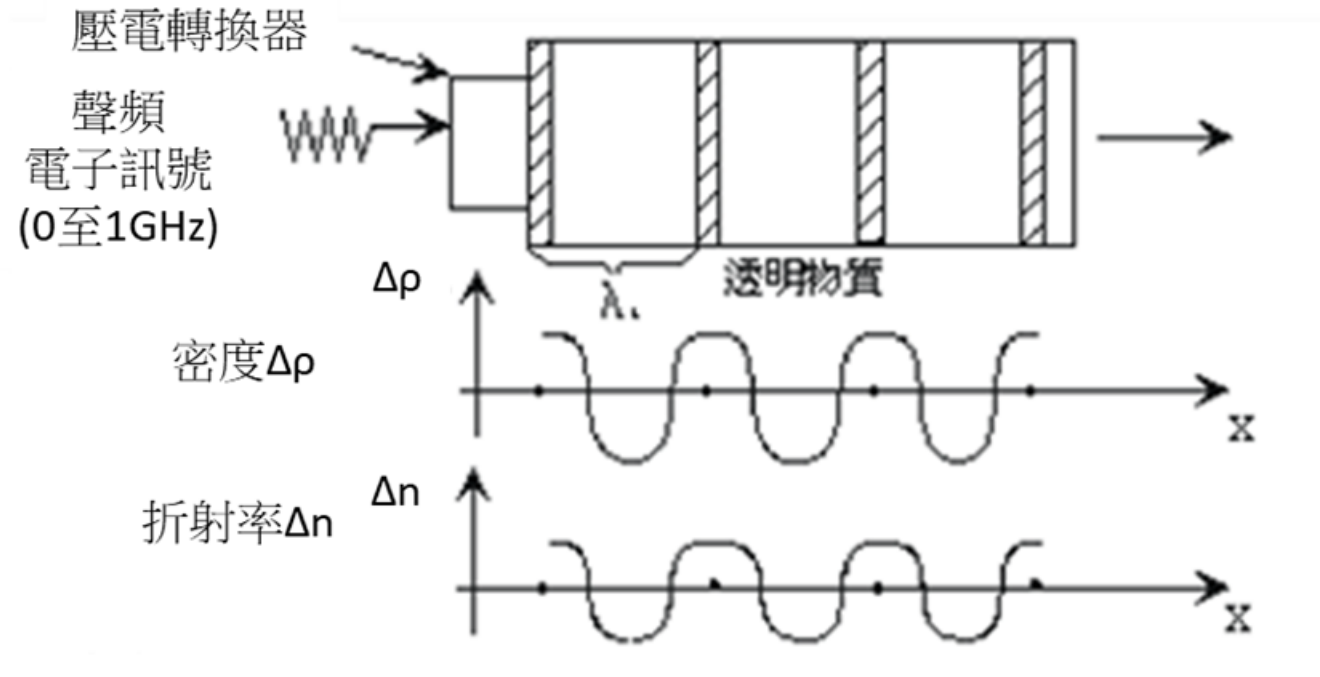 壓電轉換器
聲頻
電子訊號
(0至1GHz)
λ
透明物質
Δρ
密度Δρ
X
Δn
折射率Δn
X